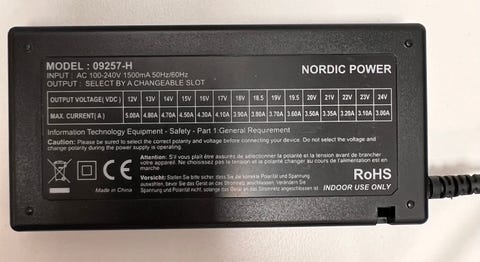 MODEL : 09257-H
INPUT : AC 100-240V 1500mA 50Hz/60Hz
OUTPUT : SELECT BY A CHANGEABLE SLOT
NORDIC POWER
OUTPUT VOLTAGE( VDC ) 12V 13V 14V 15V 16V 17V 18V 18.5 19V 19.5 20V 21V 22V 23V 24V
MAX. CURRENT( A ) 5.00A 4.80A 4.70A 4.50A 4.30A 4.10A 3.90A 3.80A 3.70A 3.60A 3.50A 3.35A 3.20A 3.10A 3.00A
Information Technology Equipment - Safety - Part 1:General Requirement
Caution: Please be sure to select the correct polarity and voltage before connecting your device. Do not change voltage and
change polarity during the power supply is operating.
Attention: S'il vous plaît être assurés de sélectionner la polarité et la tension correcte avant de brancher
votre appareil. Ne choisissez pas la tension et le changement de polarité au cours de l'alimentation est en
marche
Vorsicht: Stellen Sie bitte sicher, dass Sie die korrekte Polarität und Spannung
auswählen, bevor Sie das Gerät an das Stromnetz anschliessen. Verändern Sie
Spannung und Polarität nicht, solange das Gerät an das Stromnetz angeschlossen ist.
CE
Made in China
RoHS
INDOOR USE ONLY